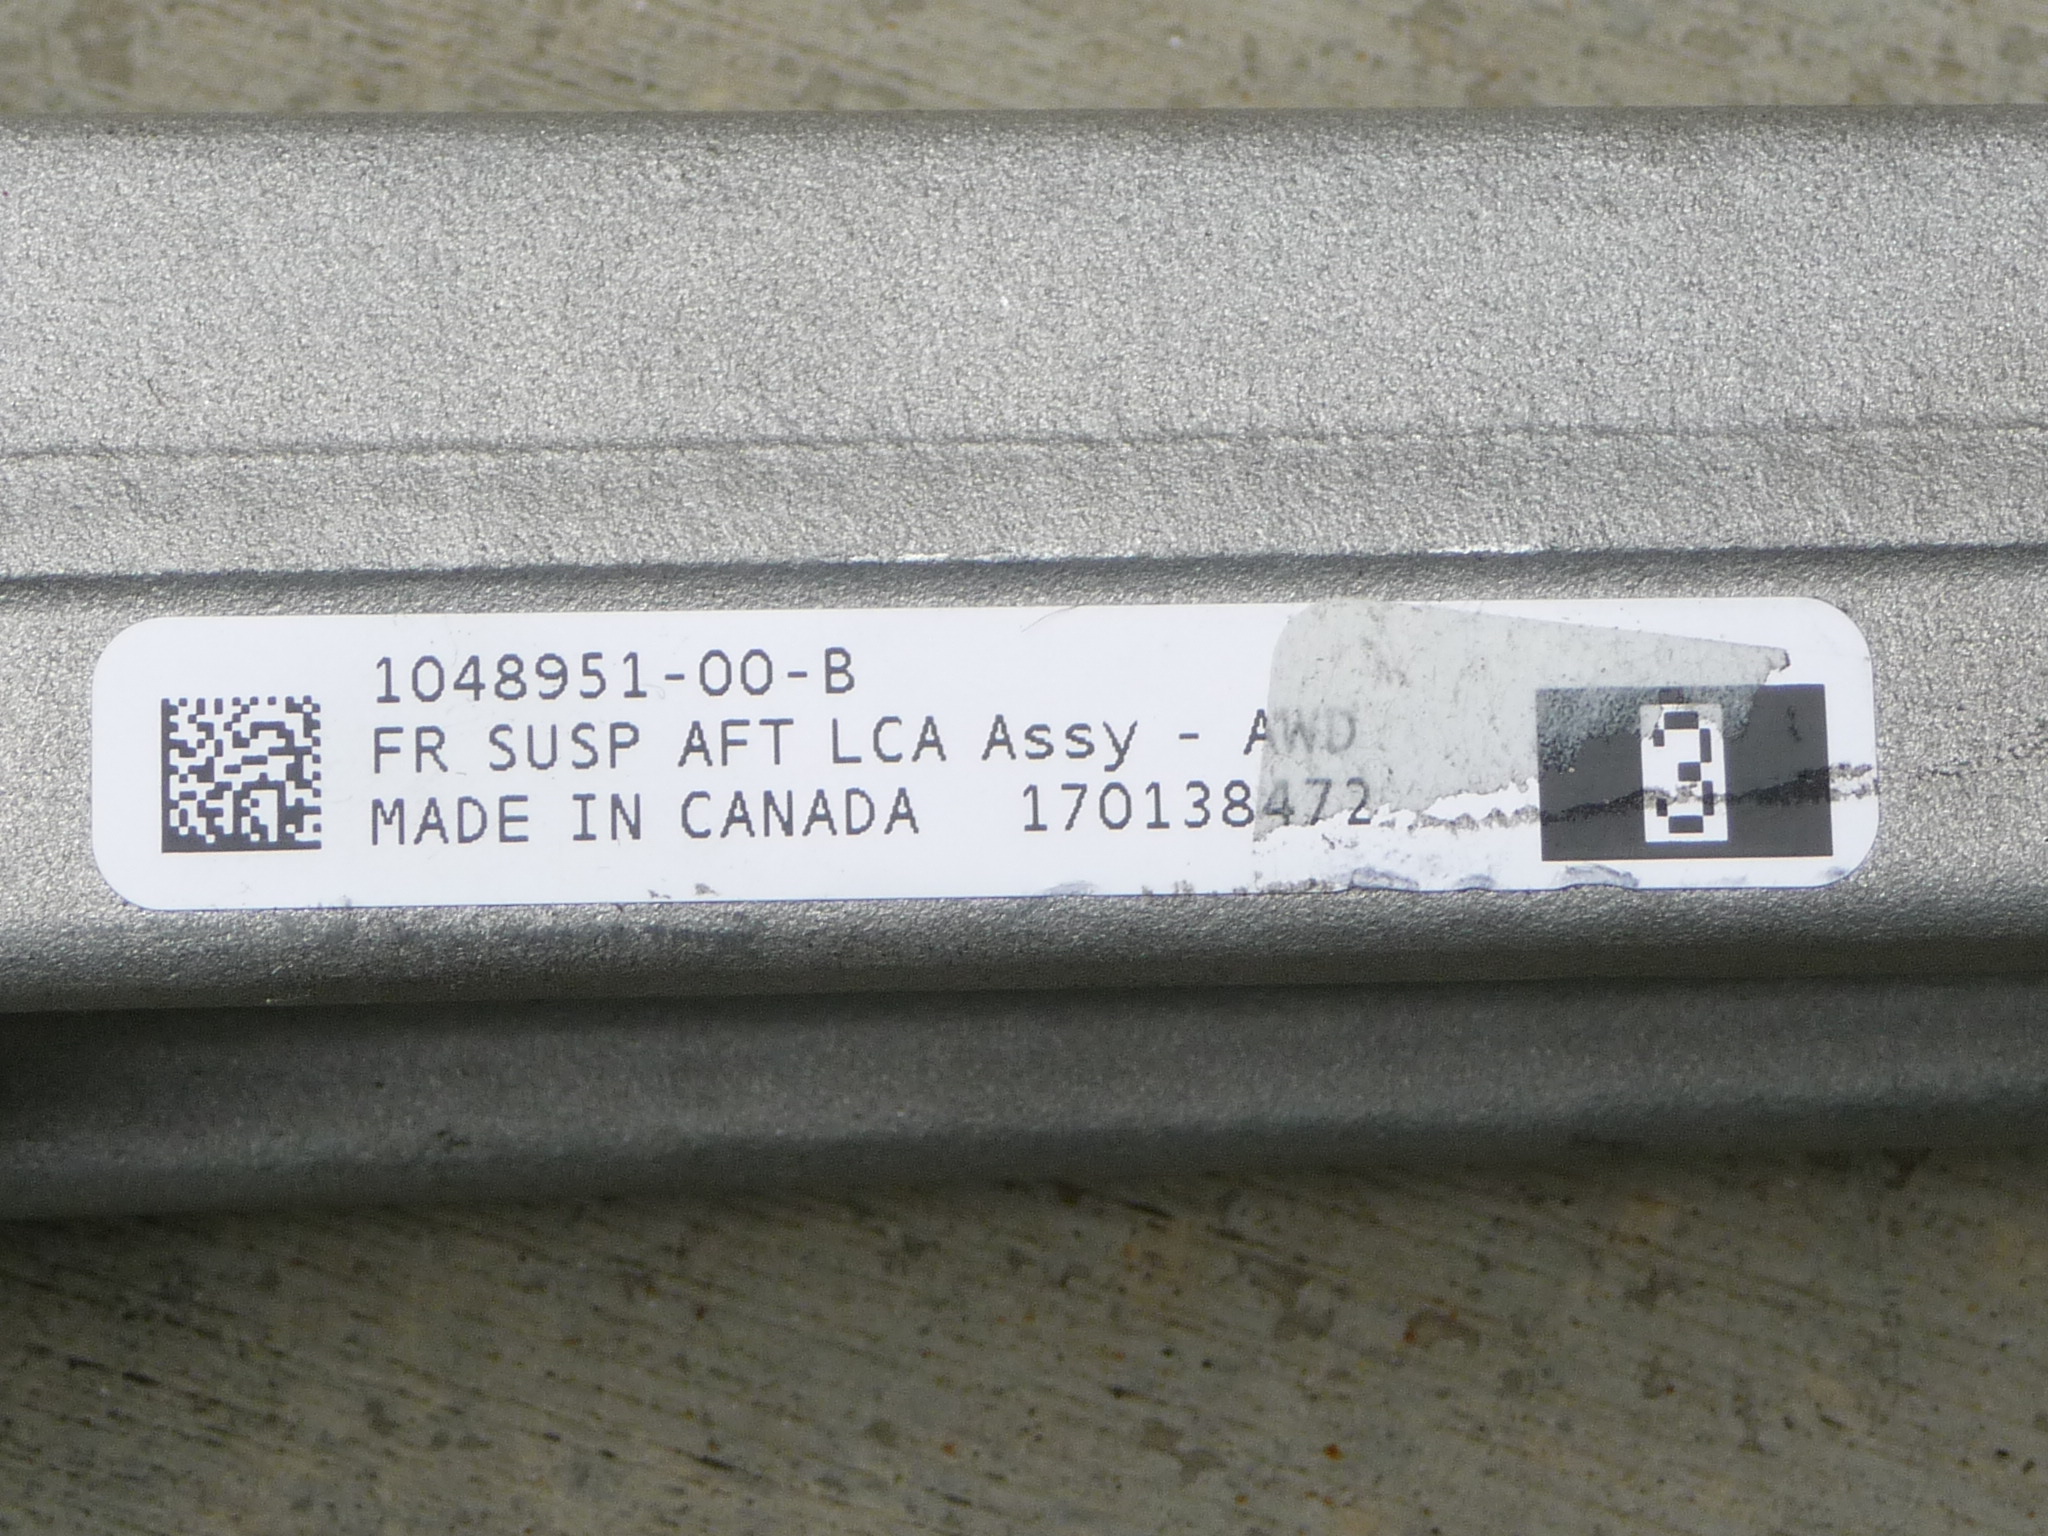 1048951-00-B
FR SUSP AFT LCA Assy - AWD
MADE IN CANADA 170138472